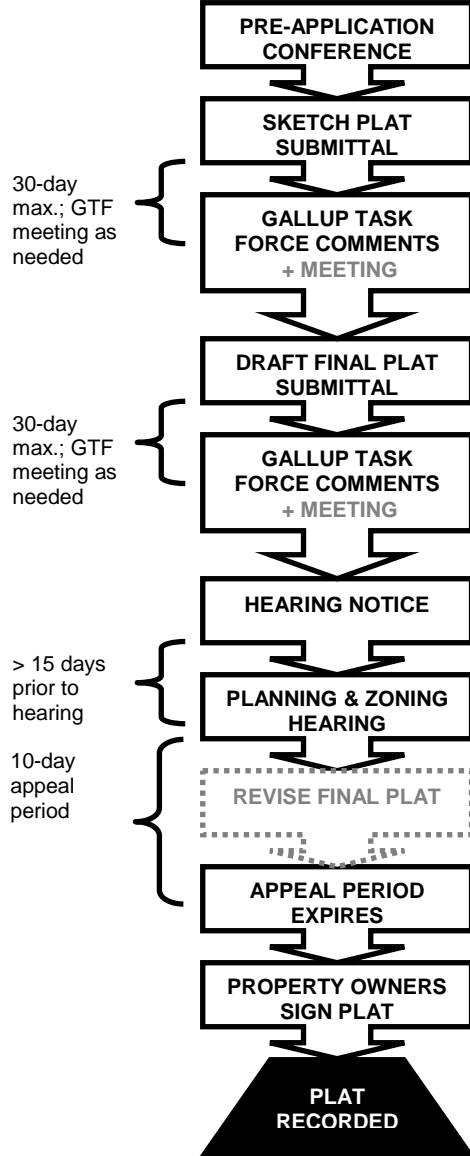 PRE-APPLICATION
CONFERENCE
SKETCH PLAT
SUBMITTAL
30-day
max.; GTF
meeting as
needed
GALLUP TASK
FORCE COMMENTS
+ MEETING
DRAFT FINAL PLAT
SUBMITTAL
30-day
max.; GTF
meeting as
needed
GALLUP TASK
FORCE COMMENTS
+ MEETING
HEARING NOTICE
> 15 days
prior to
hearing
PLANNING & ZONING
HEARING
10-day
appeal
period
REVISE FINAL PLAT
APPEAL PERIOD
EXPIRES
PROPERTY OWNERS
SIGN PLAT
PLAT
RECORDED